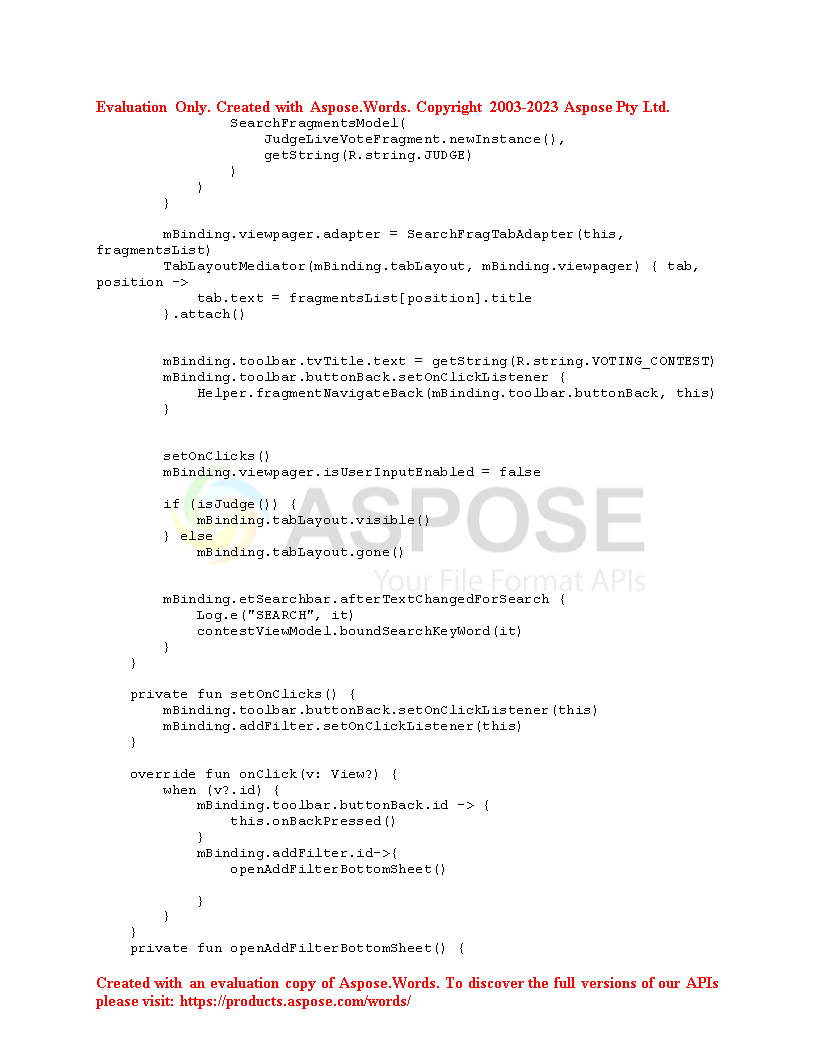 Evaluation Only. Created with Aspose.Words. Copyright 2003-2023 Aspose Pty Ltd.
                SearchFragmentsModel(
                    JudgeLiveVoteFragment.newInstance(),
                    getString(R.string.JUDGE)
                )
            )
        }

        mBinding.viewpager.adapter = SearchFragTabAdapter(this,
fragmentsList)
        TabLayoutMediator(mBinding.tabLayout, mBinding.viewpager) { tab,
position ->
            tab.text = fragmentsList[position].title
        }.attach()


        mBinding.toolbar.tvTitle.text = getString(R.string.VOTING_CONTEST)
        mBinding.toolbar.buttonBack.setOnClickListener {
            Helper.fragmentNavigateBack(mBinding.toolbar.buttonBack, this)
        }


        setOnClicks()
        mBinding.viewpager.isUserInputEnabled = false

        if (isJudge()) {
            mBinding.tabLayout.visible()
        } else
            mBinding.tabLayout.gone()

ASPOSE
Your File Format APIs

        mBinding.etSearchbar.afterTextChangedForSearch {
            Log.e("SEARCH", it)
            contestViewModel.boundSearchKeyWord(it)
        }
    }

    private fun setOnClicks() {
        mBinding.toolbar.buttonBack.setOnClickListener(this)
        mBinding.addFilter.setOnClickListener(this)
    }

    override fun onClick(v: View?) {
        when (v?.id) {
            mBinding.toolbar.buttonBack.id -> {
                this.onBackPressed()
            }
            mBinding.addFilter.id->{
                openAddFilterBottomSheet()

            }
        }
    }
    private fun openAddFilterBottomSheet() {

Created with an evaluation copy of Aspose.Words. To discover the full versions of our APIs
please visit: https://products.aspose.com/words/